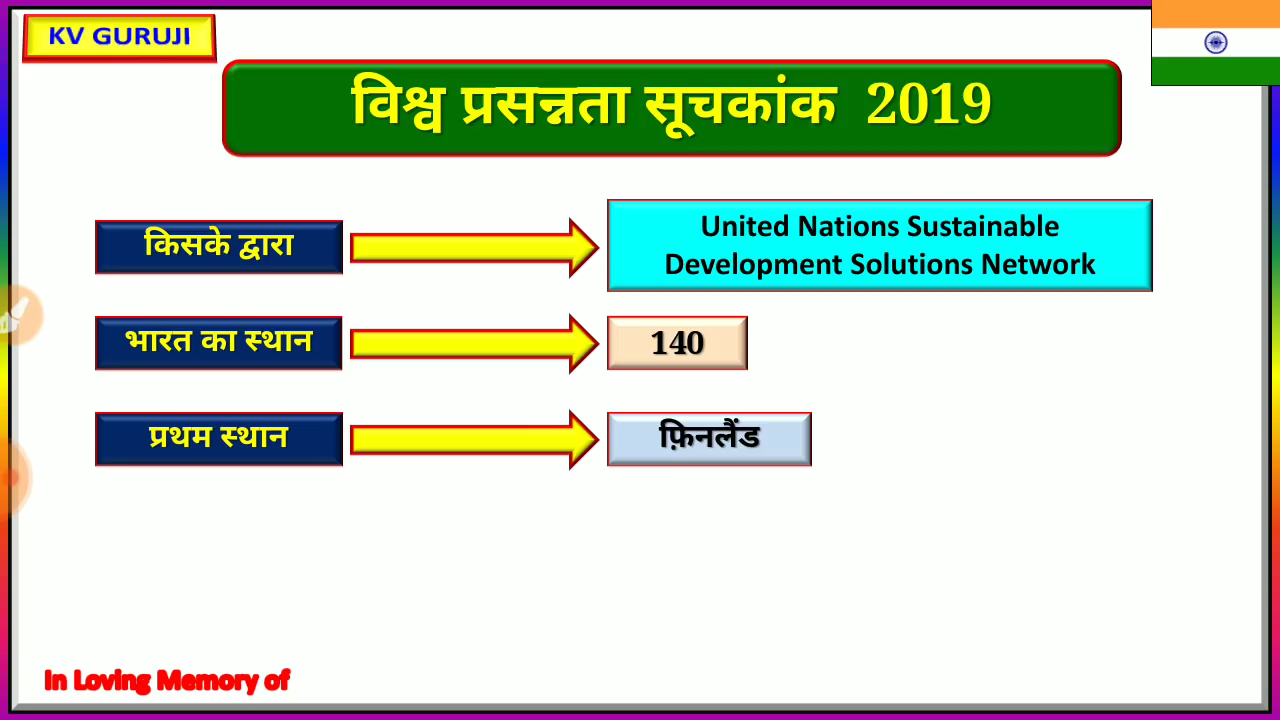 KV GURUJI
विश्व प्रसन्नता सूचकांक 2019
किसके द्वारा
United Nations Sustainable
Development Solutions Network
भारत का स्थान
140
प्रथम स्थान
फ़िनलैंड
In Loving Memory of